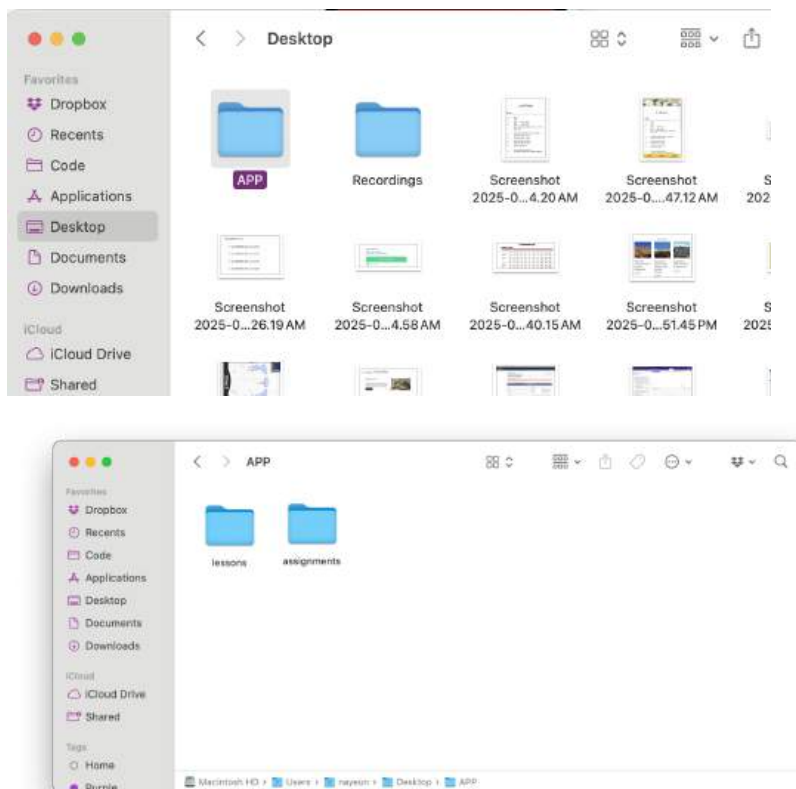 Desktop
Favorites
Dropbox
Recents
Code
Applications
Desktop
Documents
Downloads
iCloud
iCloud Drive
Shared
APP
Recordings
Screenshot
2025-0...4.20 AM
Screenshot
2025-0....47.12 AM
S
202
Screenshot
2025-0...26.19 AM
Screenshot
2025-0...4.58 AM
Screenshot
2025-0...40.15 AM
Screenshot
2025-0...51.45 PM
S
2025
APP
Favorites
Dropbox
Recents
Code
Applications
Desktop
Documents
Downloads
iCloud
iCloud Drive
Shared
Tags
Home
Purple
lessons
assignments
Macintosh HD › Users › nayeon › Desktop › APP